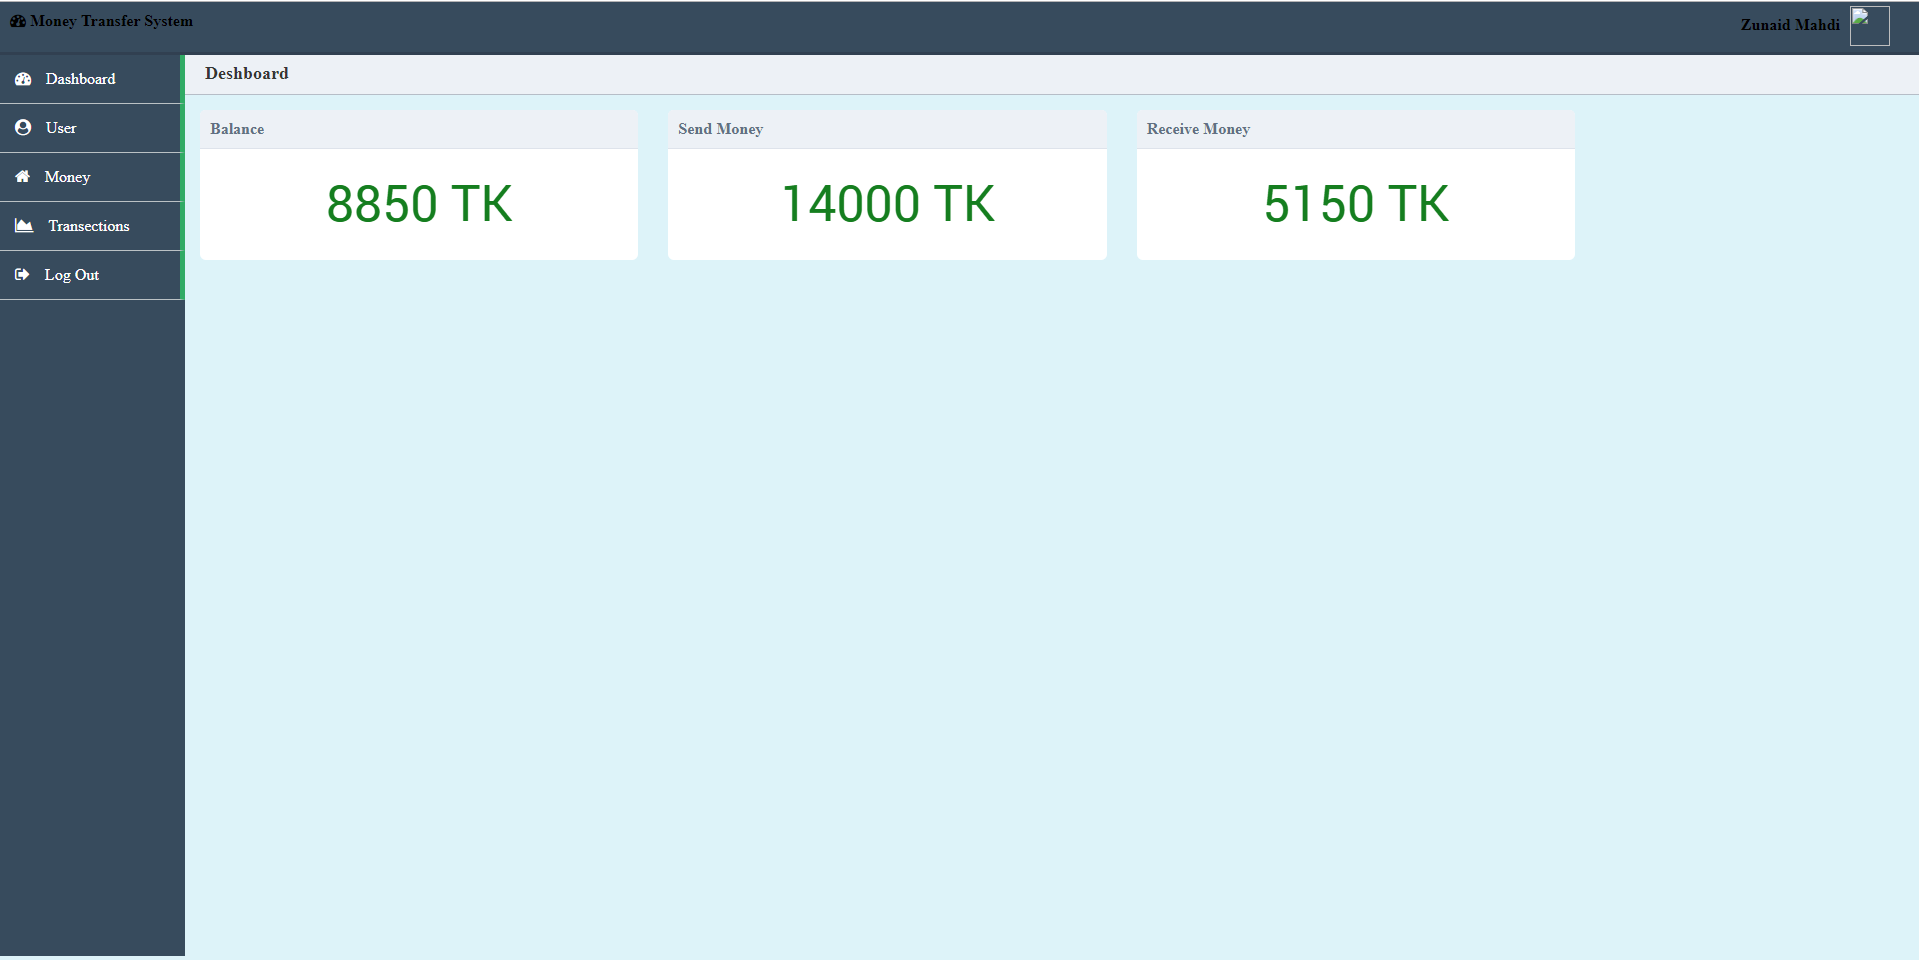 Money Transfer System
Zunaid Mahdi
Dashboard
User
Money
Transections
Log Out
Deshboard
Balance
8850 TK
Send Money
14000 TK
Receive Money
5150 TK